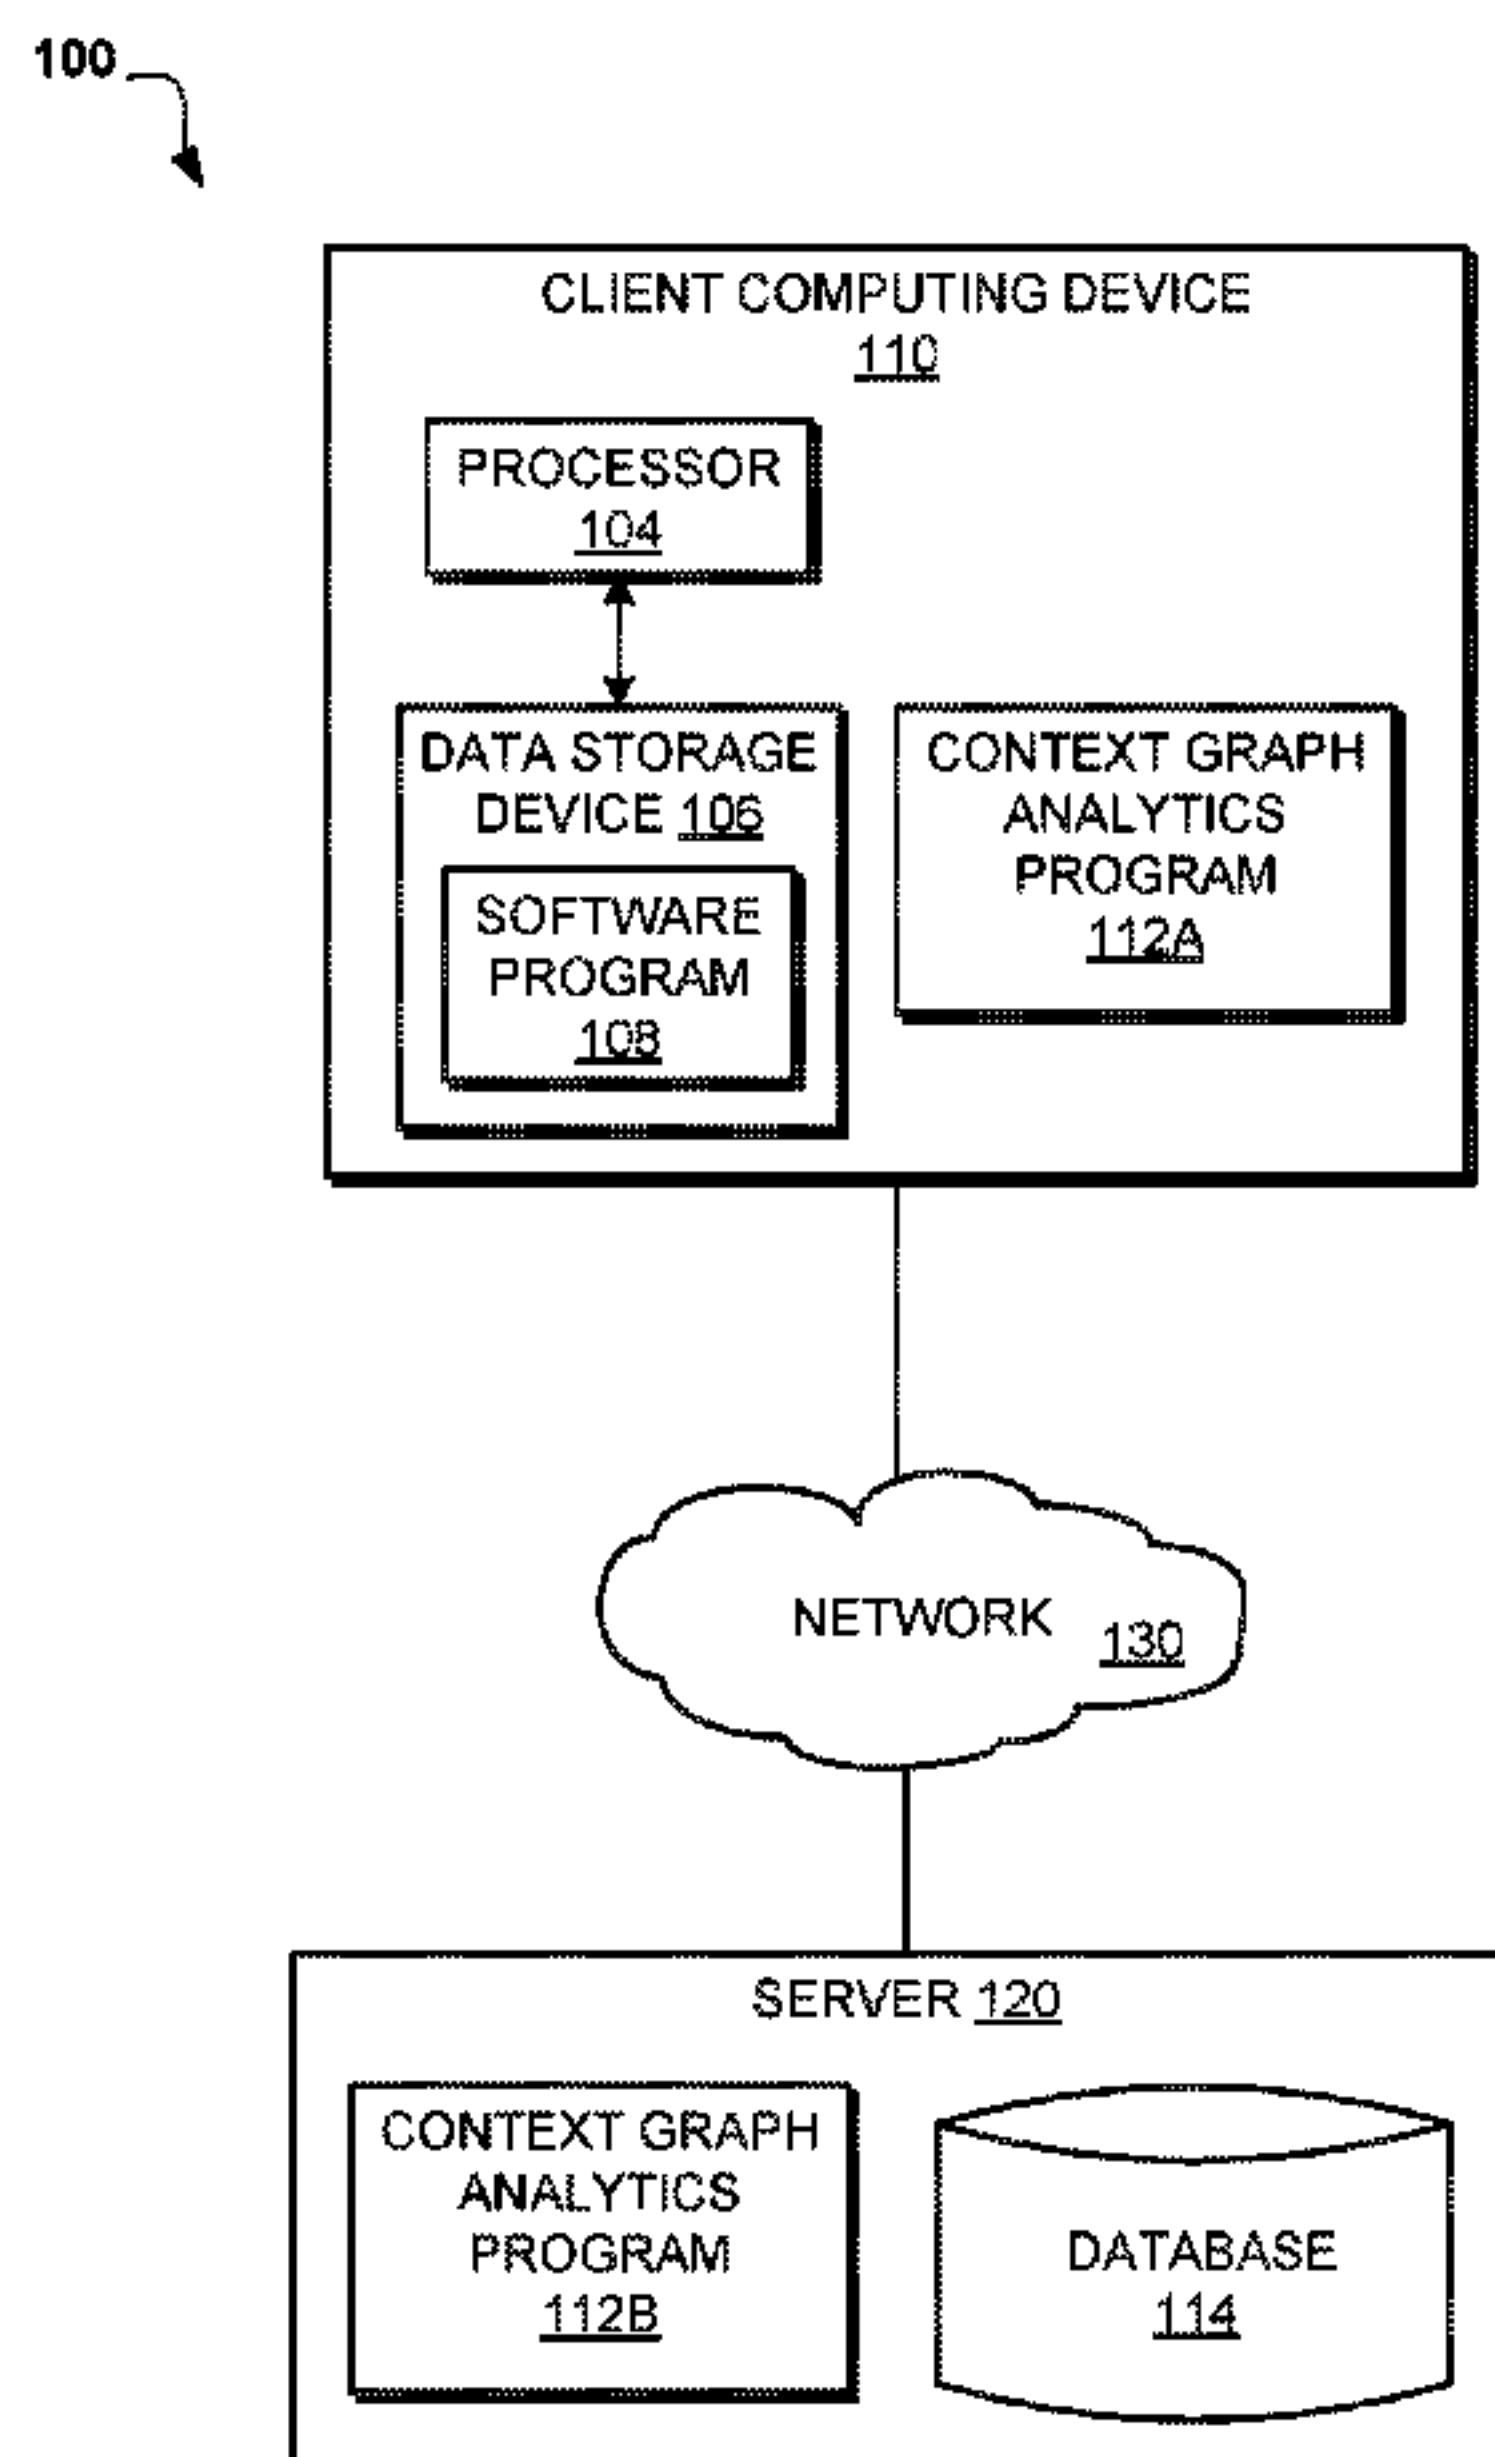 100
CLIENT COMPUTING DEVICE
110
PROCESSOR
104
DATA STORAGE
DEVICE 106
SOFTWARE
PROGRAM
108
CONTEXT GRAPH
ANALYTICS
PROGRAM
112A
NETWORK 130
SERVER 120
CONTEXT GRAPH
ANALYTICS
PROGRAM
112B
DATABASE
114